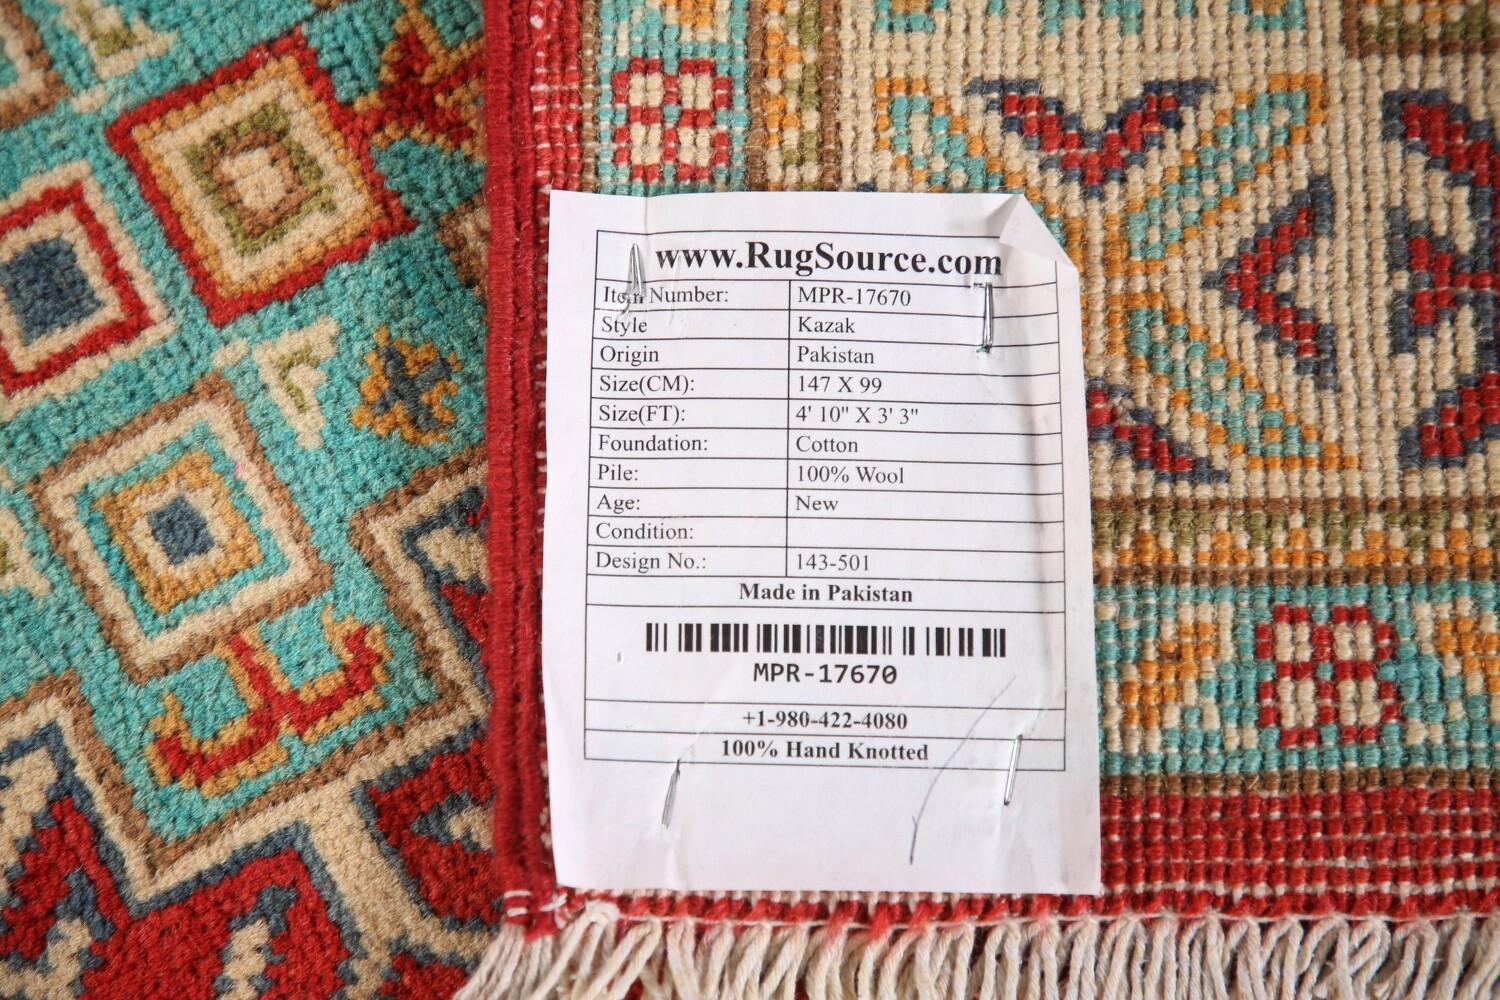 www.RugSource.com
Item Number: MPR-17670
Style Kazak
Origin Pakistan
Size(CM): 147 X 99
Size(FT): 4' 10" X 3' 3"
Foundation: Cotton
Pile: 100% Wool
Age: New
Condition:
Design No.: 143-501
Made in Pakistan
MPR-17670
+1-980-422-4080
100% Hand Knotted